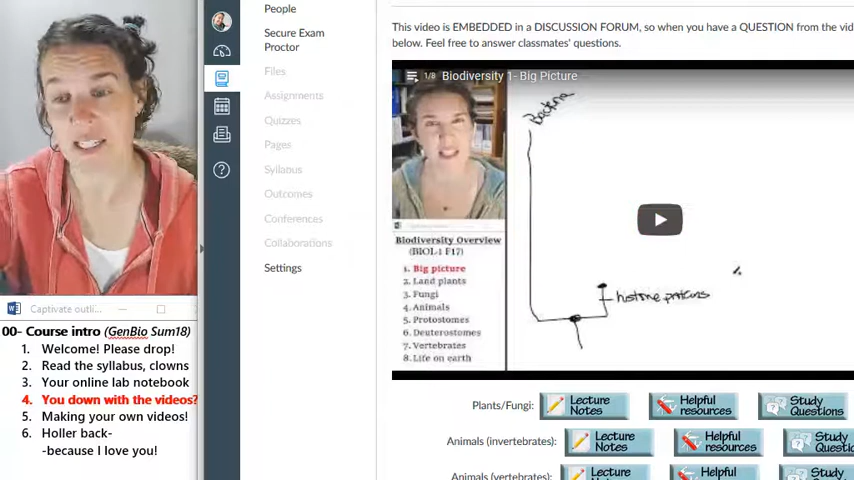 People
Secure Exam
Proctor
Files
Assignments
Quizzes
Pages
Syllabus
Outcomes
Conferences
Collaborations
Settings
Captivate outli...
00- Course intro (GenBio Sum18)
1. Welcome! Please drop!
2. Read the syllabus, clowns
3. Your online lab notebook
4. You down with the videos?
5. Making your own videos!
6. Holler back-
-because I love you!
This video is EMBEDDED in a DISCUSSION FORUM, so when you have a QUESTION from the vid
below. Feel free to answer classmates' questions.
1/8 Biodiversity 1- Big Picture
Bacteria
histone proteins
Biodiversity Overview
(BIOL-1 F17)
1. Big picture
2. Land plants
3. Fungi
4. Animals
5. Protostomes
6. Deuterostomes
7. Vertebrates
8. Life on earth
Plants/Fungi: Lecture Notes Helpful resources Study Questions
Animals (invertebrates): Lecture Notes Helpful resources Study Questio
Animals (vertebrates): Lecture Helpful Study